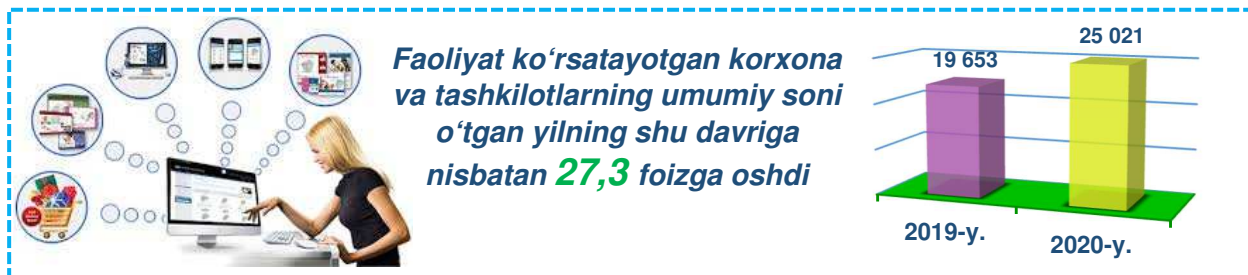 Faoliyat ko‘rsatayotgan korxona
va tashkilotlarning umumiy soni
o‘tgan yilning shu davriga
nisbatan 27,3 foizga oshdi
19 653
25 021
2019-y.
2020-y.